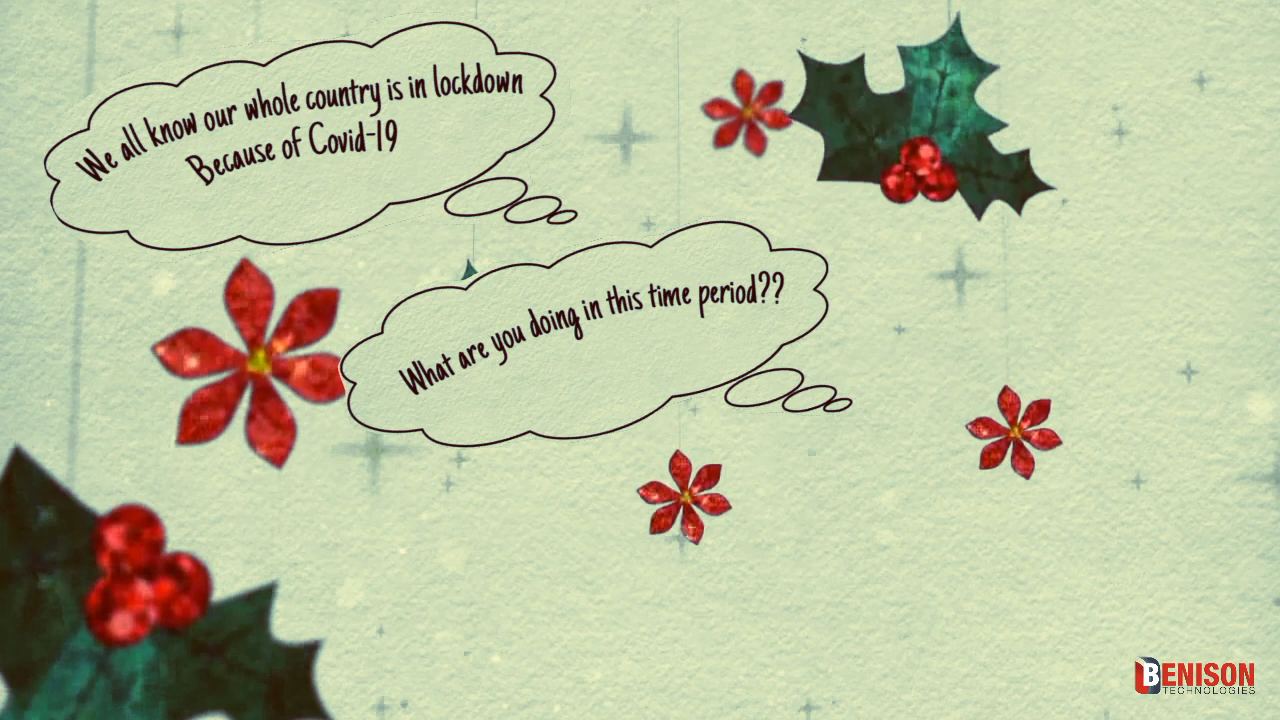 We all know our whole country is in lockdown
Because of Covid-19
What are you doing in this time period??
BENISON
TECHNOLOGIES